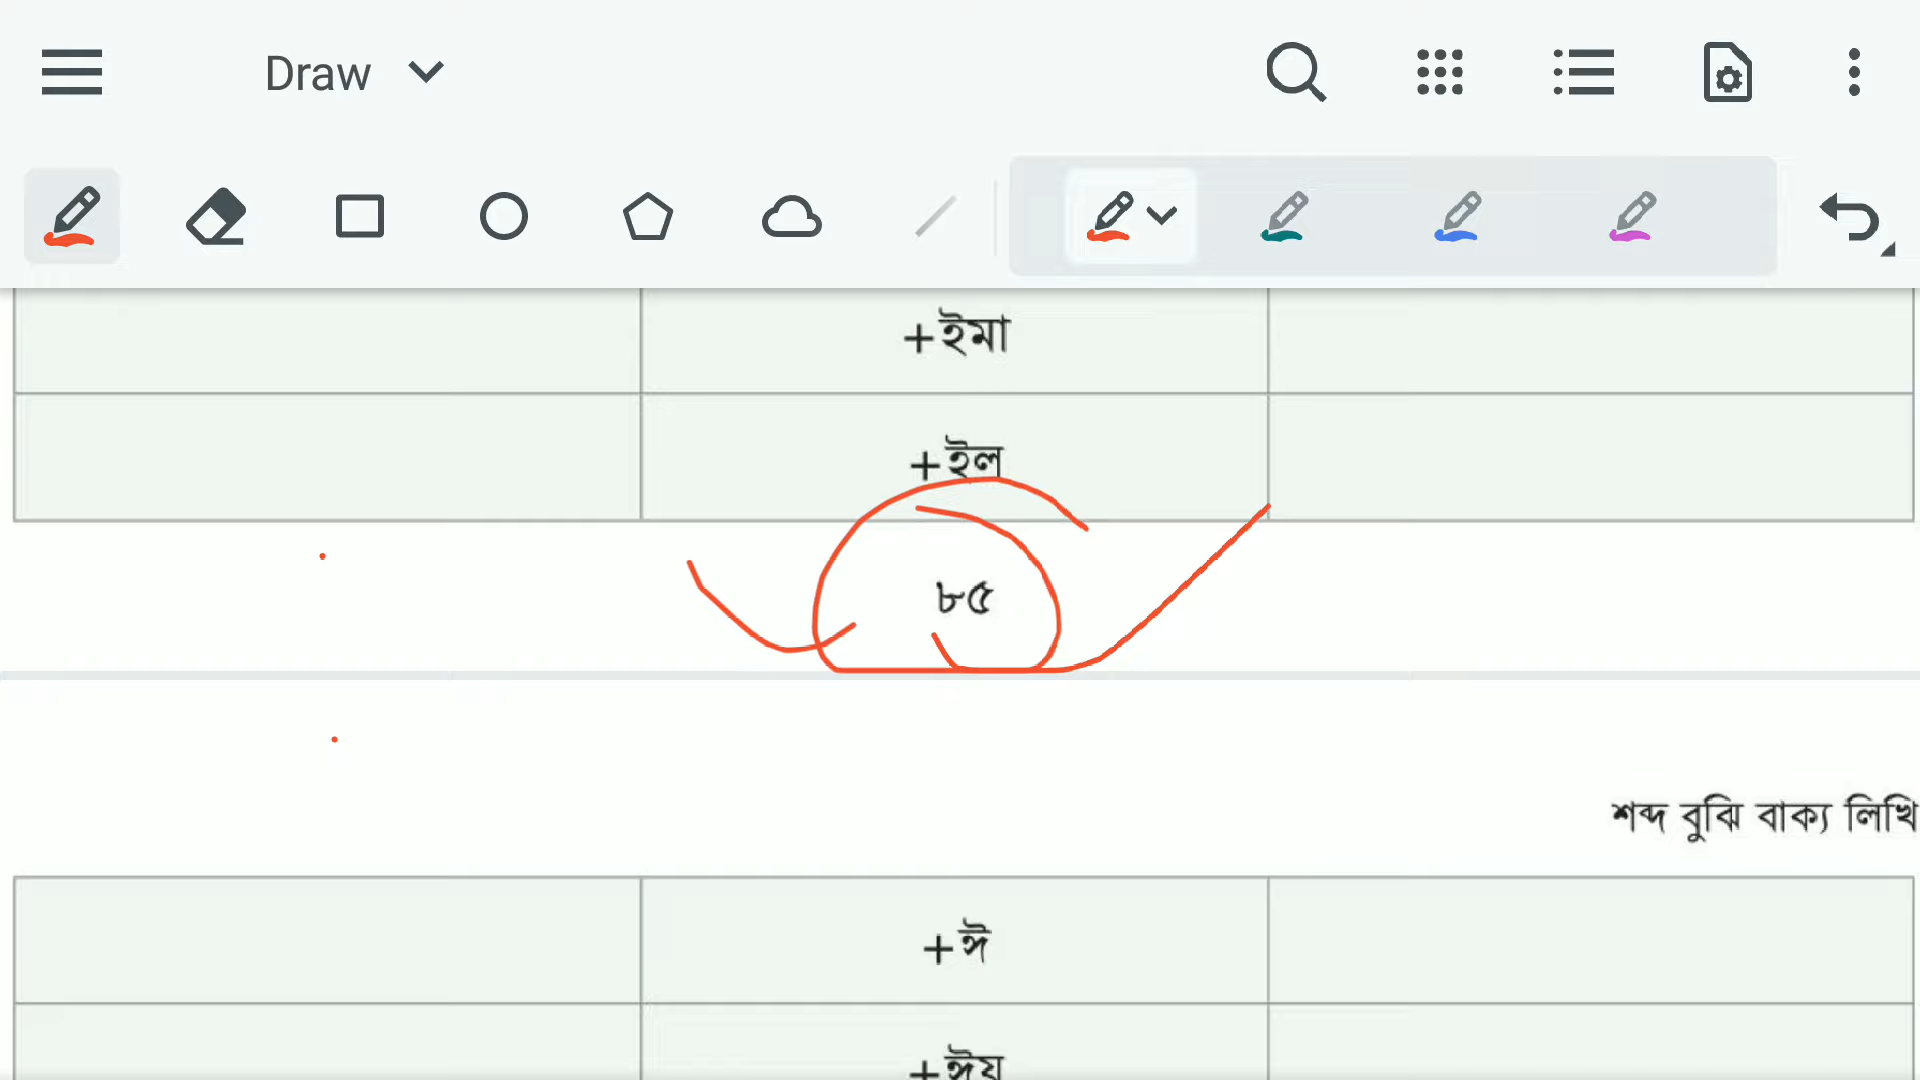 Draw
+ইমা
+ইল
৮৫
শব্দ বুঝি বাক্য লিখি
+ঈ
+ঈয়